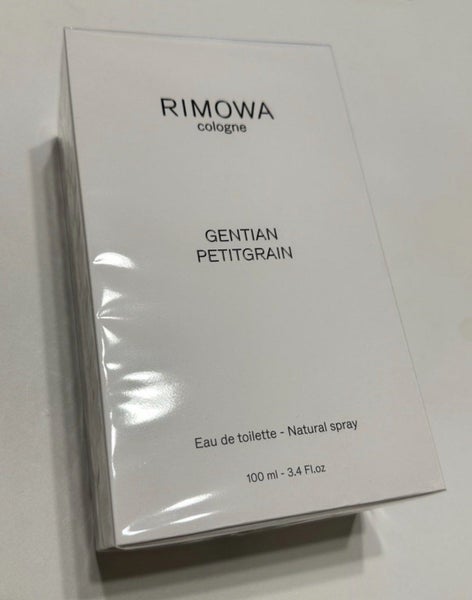 RIMOWA
cologne
GENTIAN
PETITGRAIN
Eau de toilette - Natural spray
100 ml - 3.4 Fl.oz